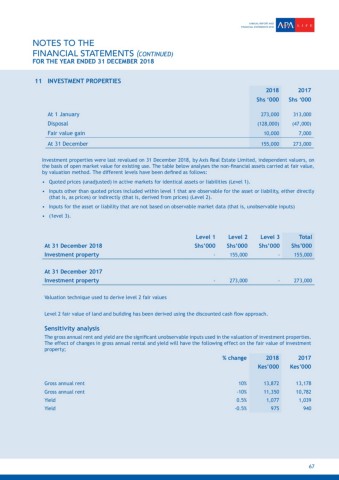 APA
LIFE
NOTES TO THE
FINANCIAL STATEMENTS (CONTINUED)
FOR THE YEAR ENDED 31 DECEMBER 2018
11 INVESTMENT PROPERTIES
2018 2017
Shs '000 Shs '000
At 1 January 273,000 313,000
Disposal (128,000) (47,000)
Fair value gain 10,000 7,000
At 31 December 155,000 273,000
Investment properties were last revalued on 31 December 2018, by Axis Real Estate Limited, independent valuers, on
the basis of open market value for existing use. The table below analyses the non-financial assets carried at fair value,
by valuation method. The different levels have been defined as follows:
• Quoted prices (unadjusted) in active markets for identical assets or liabilities (Level 1).
• Inputs other than quoted prices included within level 1 that are observable for the asset or liability, either directly
(that is, as prices) or indirectly (that is, derived from prices) (Level 2).
• Inputs for the asset or liability that are not based on observable market data (that is, unobservable inputs)
• (level 3).
Level 1 Level 2 Level 3 Total
At 31 December 2018 Shs'000 Shs'000 Shs'000 Shs'000
Investment property - 155,000 - 155,000
At 31 December 2017
Investment property - 273,000 - 273,000
Valuation technique used to derive level 2 fair values
Level 2 fair value of land and building has been derived using the discounted cash flow approach.
Sensitivity analysis
The gross annual rent and yield are the significant unobservable inputs used in the valuation of investment properties.
The effect of changes in gross annual rental and yield will have the following effect on the fair value of investment
property;
% change 2018 2017
Kes'000 Kes'000
Gross annual rent 10% 13,872 13,178
Gross annual rent -10% 11,350 10,782
Yield 0.5% 1,077 1,039
Yield -0.5% 975 940
67